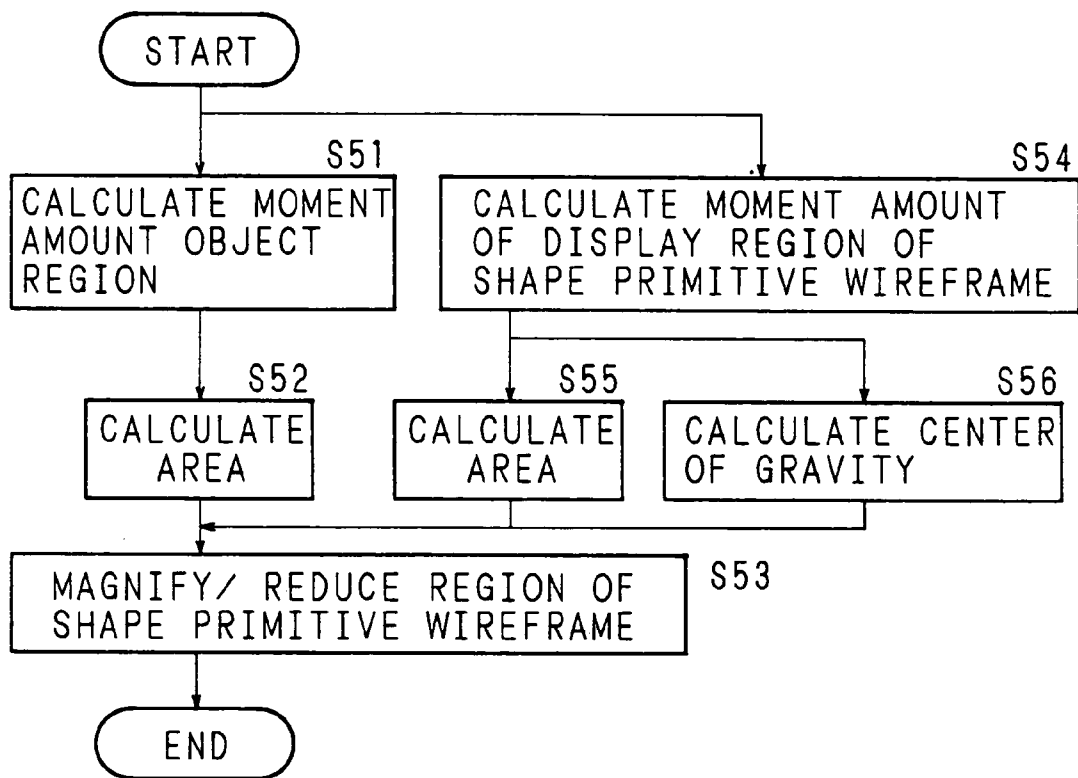 START
S51
CALCULATE MOMENT
AMOUNT OBJECT
REGION
S54
CALCULATE MOMENT AMOUNT
OF DISPLAY REGION OF
SHAPE PRIMITIVE WIREFRAME
S52
CALCULATE
AREA
S55
CALCULATE
AREA
S56
CALCULATE CENTER
OF GRAVITY
S53
MAGNIFY/ REDUCE REGION OF
SHAPE PRIMITIVE WIREFRAME
END